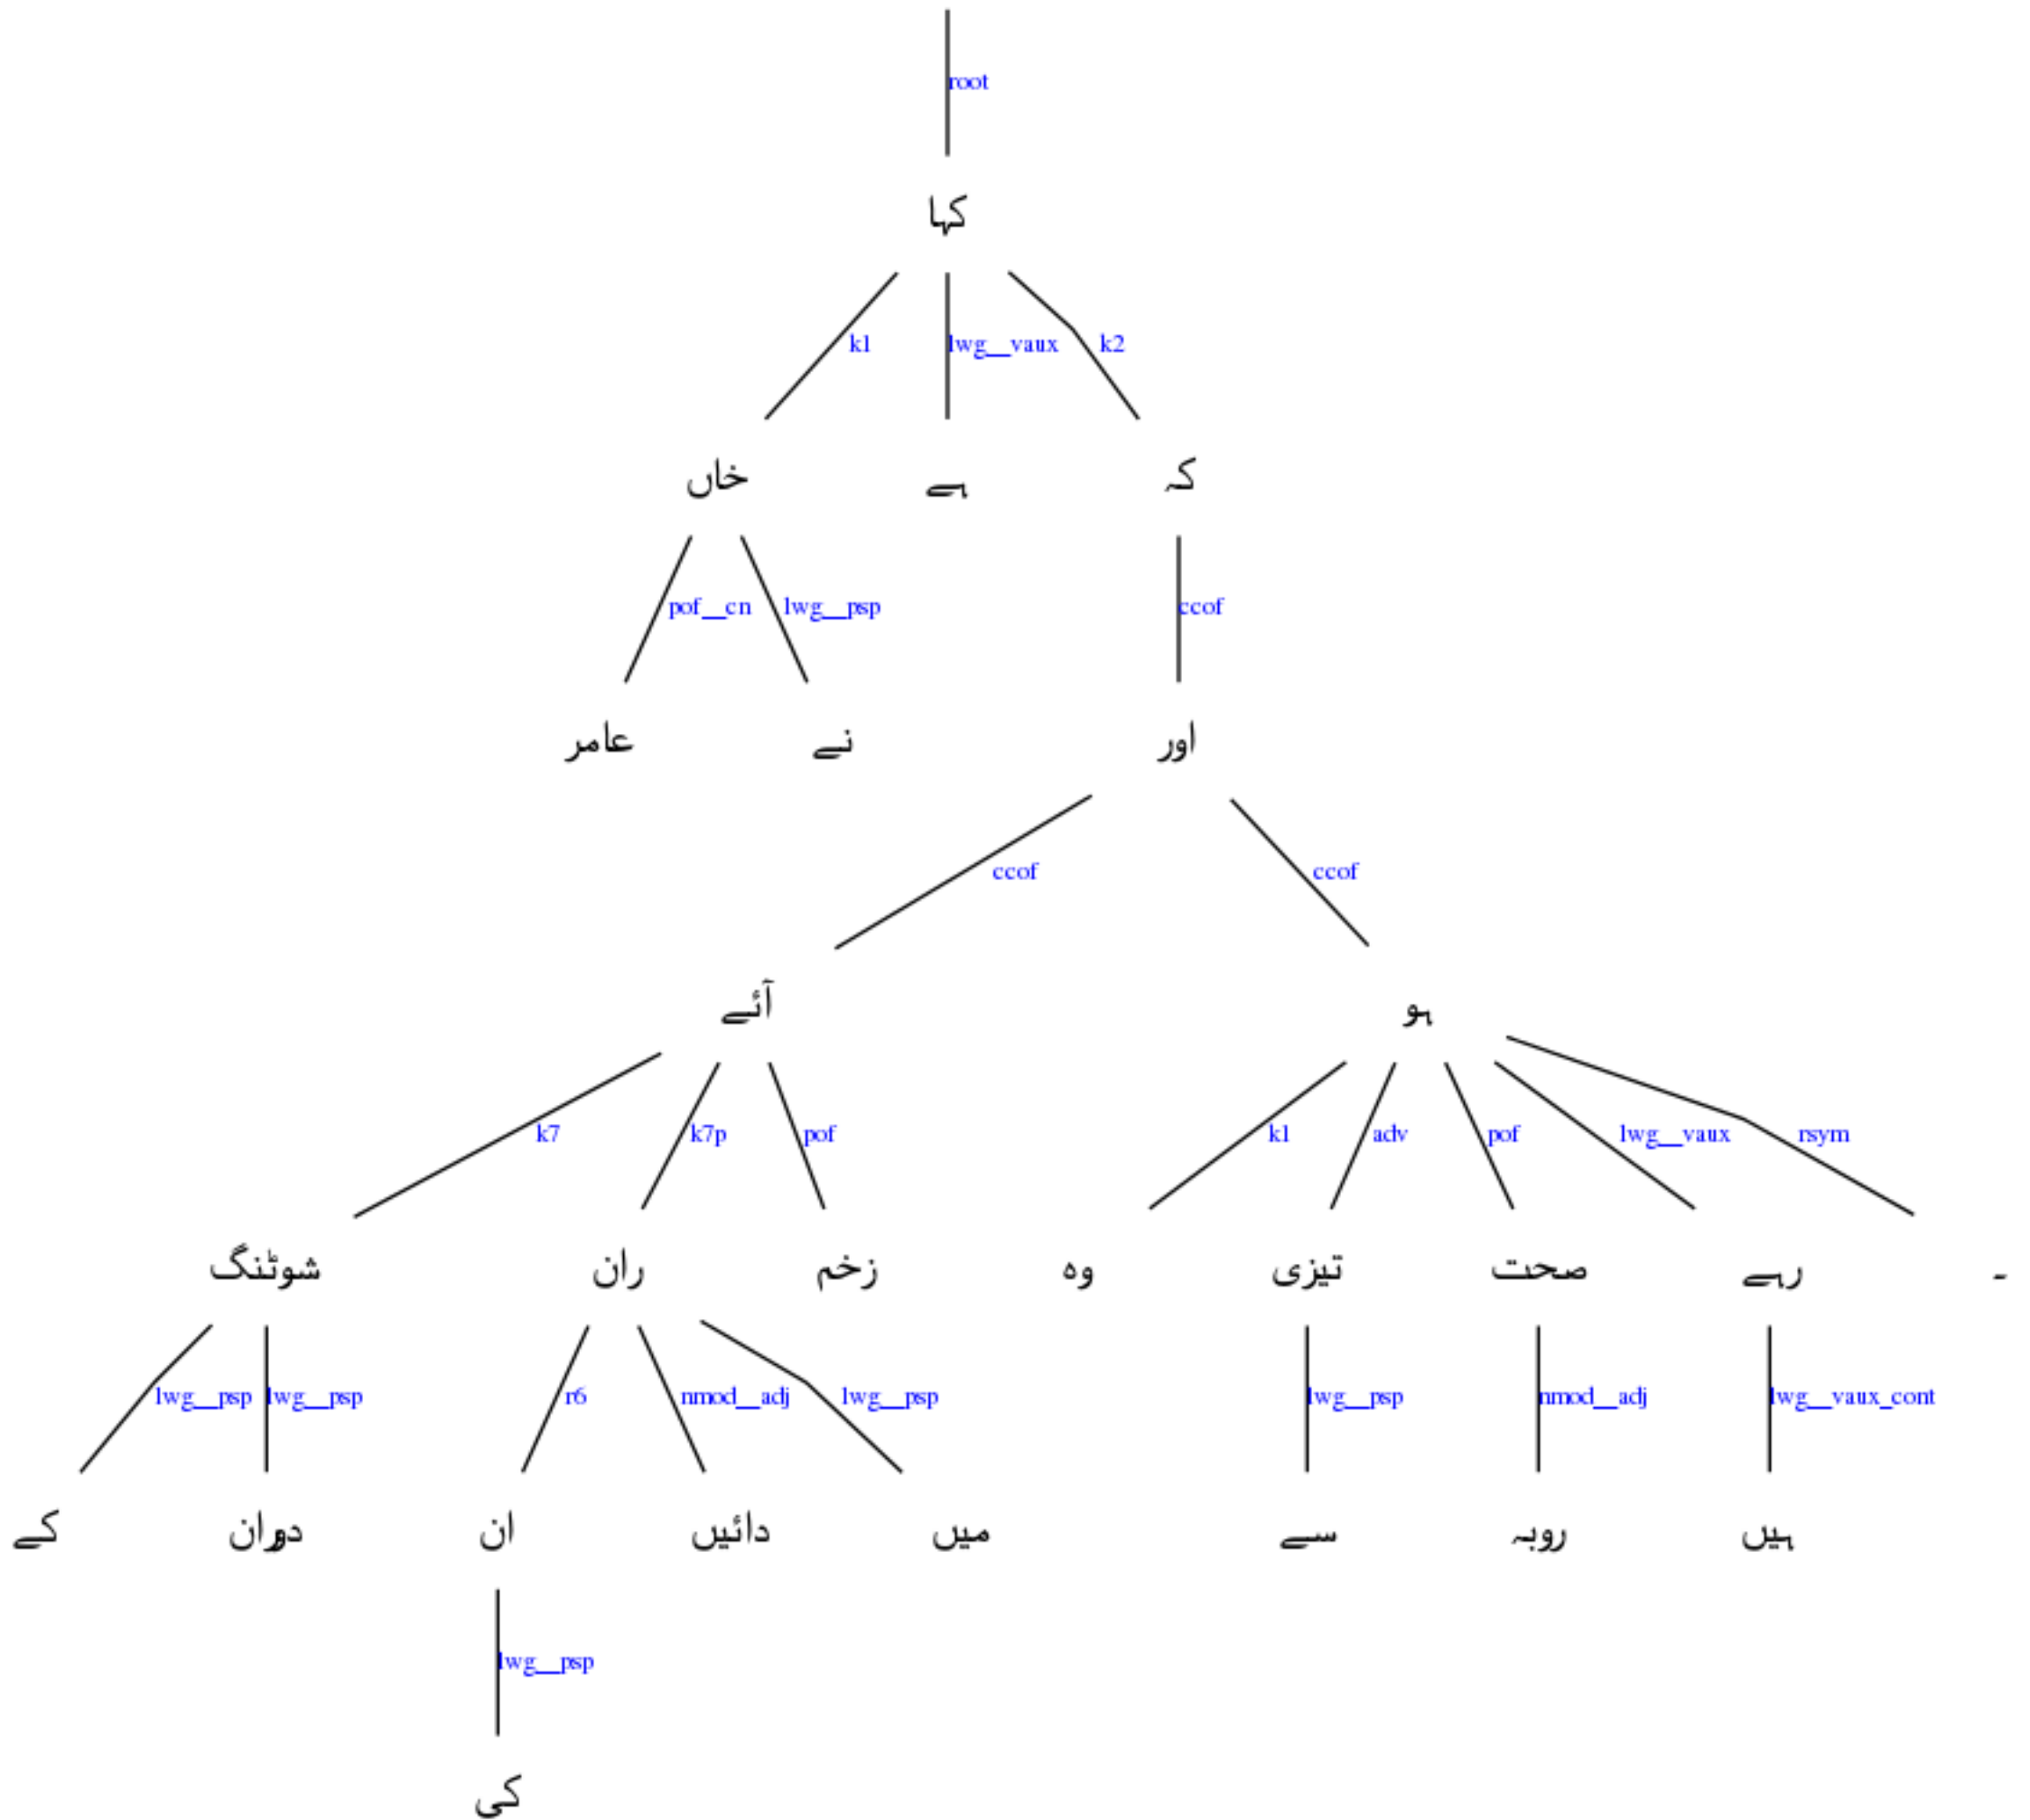 root
کہا
k1 lwg__vaux k2
خاں ہے کہ
pof__cn lwg__psp ccof
عامر نے اور
ccof ccof
آئے ہو
k7 k7p pof k1 adv pof lwg__vaux rsym
شوٹنگ ران زخم وہ تیزی صحت رہے ۔
lwg__psp lwg__psp r6 nmod__adj lwg__psp lwg__psp nmod__adj lwg__vaux_cont
کے دوران ان دائیں میں سے روبہ ہیں
lwg__psp
کی